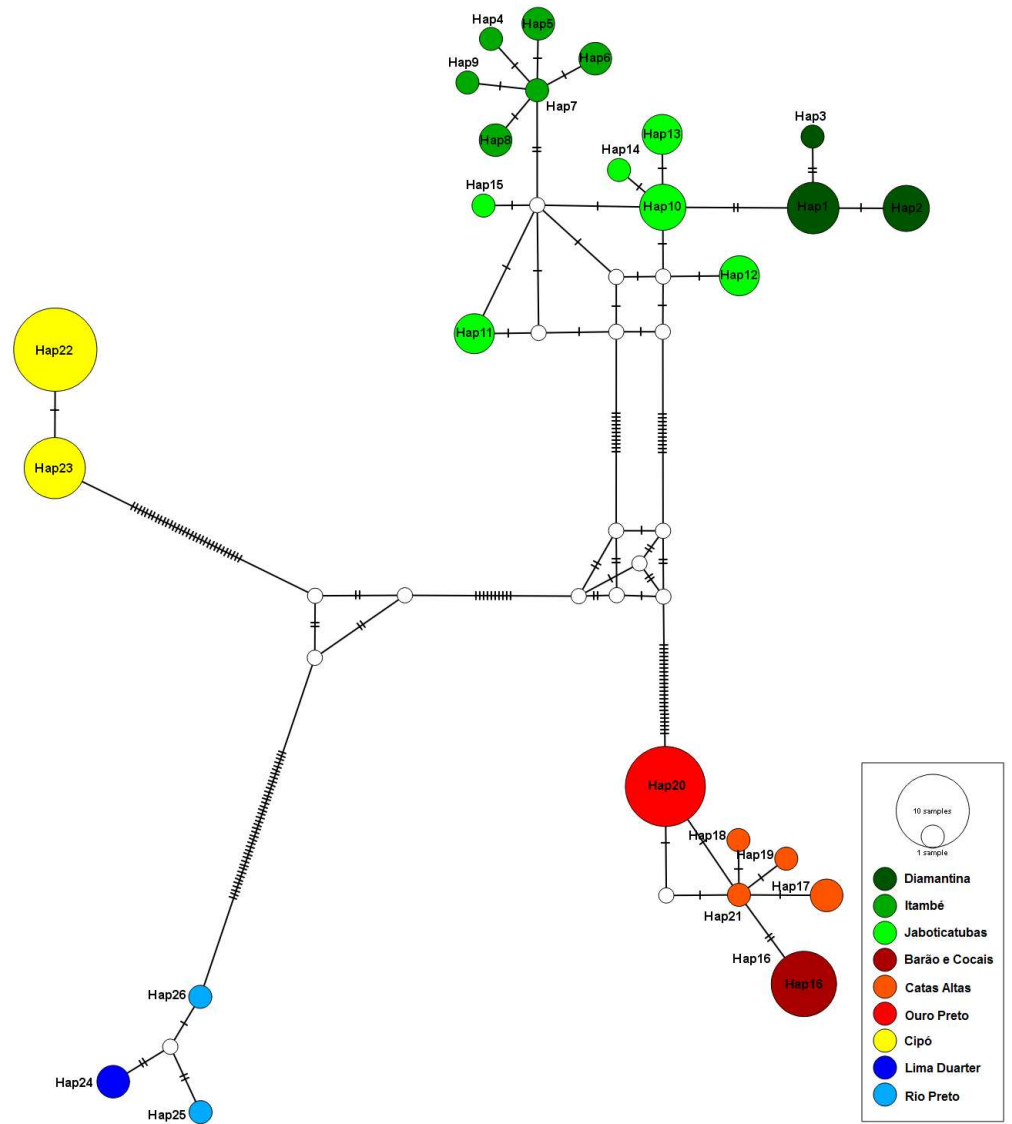 Hap4
Hap5
Hap6
Hap9
Hap7
Hap8
Hap13
Hap3
Hap14
Hap15
Hap10
Hap1
Hap2
Hap12
Hap11
Hap22
Hap23
Hap20
Hap18
Hap19
Hap17
Hap21
Hap16
Hap16
Hap26
Hap24
Hap25
10 samples
1 sample
Diamantina
Itambé
Jaboticatubas
Barão e Cocais
Catas Altas
Ouro Preto
Cipó
Lima Duarter
Rio Preto